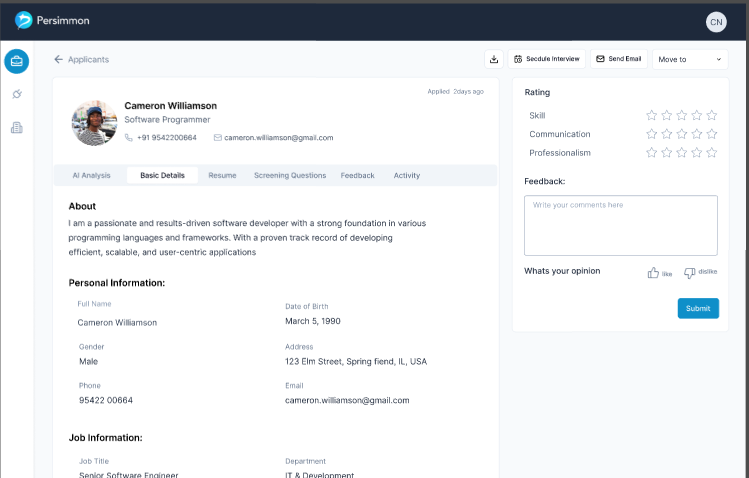 Persimmon
CN
Applicants
Secdule Interview
Send Email
Move to
Applied 2days ago
Cameron Williamson
Software Programmer
+91 9542200664
cameron.williamson@gmail.com
AI Analysis
Basic Details
Resume
Screening Questions
Feedback
Activity
About
I am a passionate and results-driven software developer with a strong foundation in various
programming languages and frameworks. With a proven track record of developing
efficient, scalable, and user-centric applications
Personal Information:
Full Name
Date of Birth
Cameron Williamson
March 5, 1990
Gender
Address
Male
123 Elm Street, Spring fiend, IL, USA
Phone
Email
95422 00664
cameron.williamson@gmail.com
Job Information:
Job Title
Department
Senior Software Engineer
IT & Development
Rating
Skill
Communication
Professionalism
Feedback:
Write your comments here
Whats your opinion
like
dislike
Submit